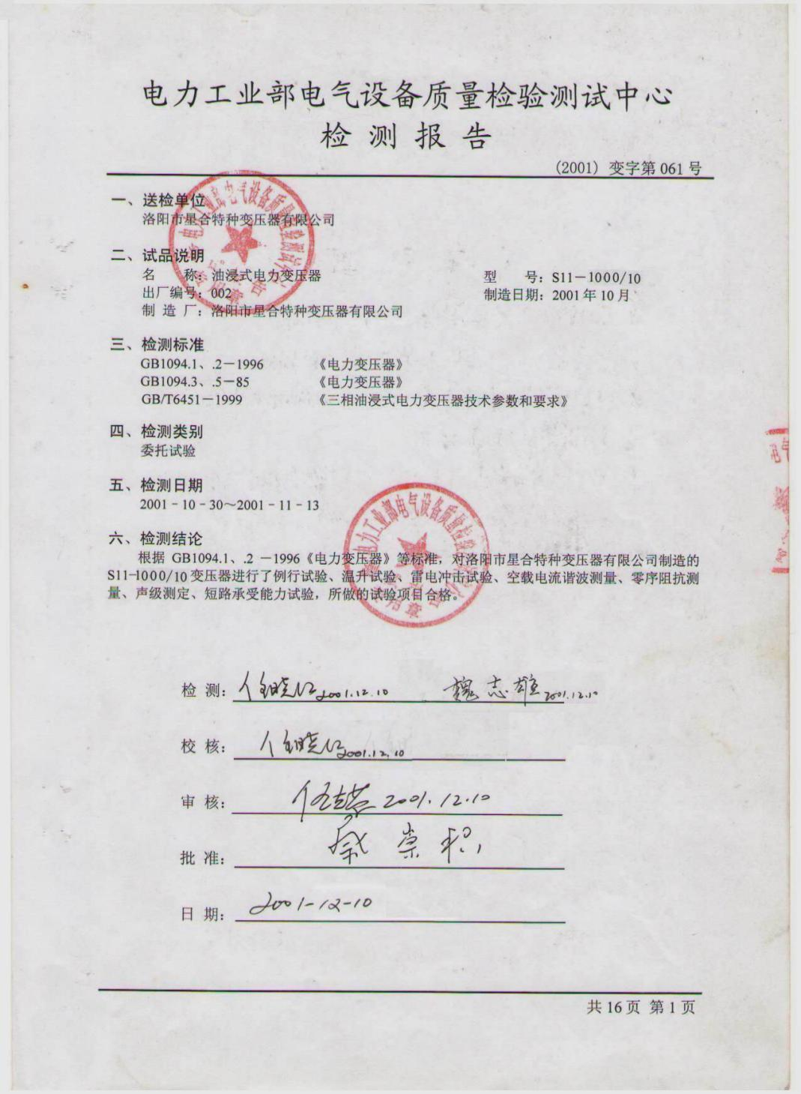 电力工业部电气设备质量检验测试中心
检测报告
(2001) 变字第 061 号
一、送检单位
洛阳市星合特种变压器有限公司
二、试品说明
名 称：油浸式电力变压器 型 号：S11－1000/10
出厂编号：002 制造日期：2001 年 10 月
制 造 厂：洛阳市星合特种变压器有限公司
三、检测标准
GB1094.1、.2－1996 《电力变压器》
GB1094.3、.5－85 《电力变压器》
GB/T6451－1999 《三相油浸式电力变压器技术参数和要求》
四、检测类别
委托试验
五、检测日期
2001－10－30～2001－11－13
六、检测结论
根据 GB1094.1、.2 －1996《电力变压器》等标准，对洛阳市星合特种变压器有限公司制造的
S11-1000/10 变压器进行了例行试验、温升试验、雷电冲击试验、空载电流谐波测量、零序阻抗测
量、声级测定、短路承受能力试验，所做的试验项目合格。
检 测： 2001.12.10 志雄 2001.12.10
校 核： 2001.12.10
审 核： 2001.12.10
批 准：
日 期： 2001-12-10
共 16 页 第 1 页